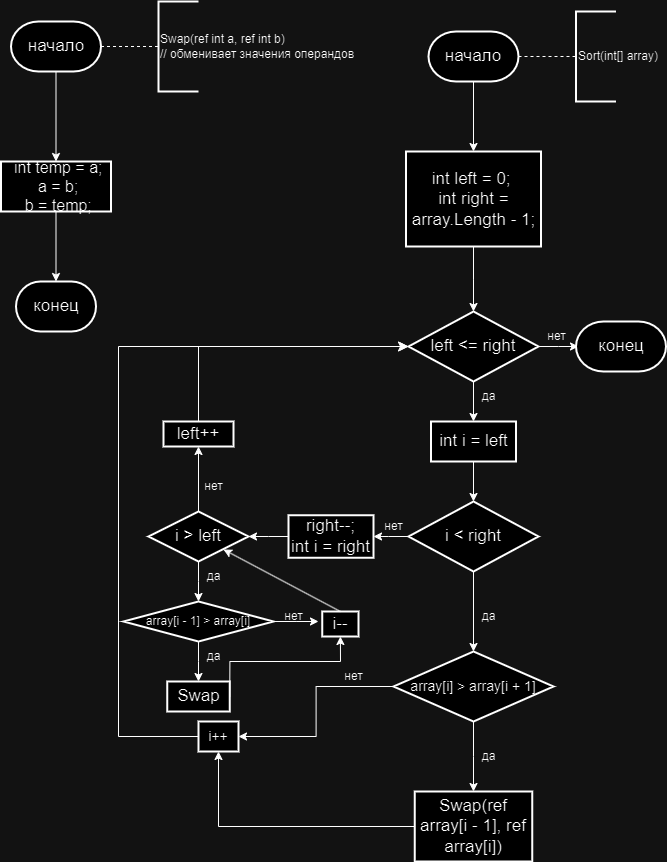 начало
Swap(ref int a, ref int b)
// обменивает значения операндов
int temp = a;
a = b;
b = temp;
конец
начало
Sort(int[] array)
int left = 0;
int right =
array.Length - 1;
left <= right
нет
конец
да
int i = left
i < right
нет
right--;
int i = right
i > left
нет
left++
да
array[i - 1] > array[i]
нет
i--
да
Swap
да
array[i] > array[i + 1]
нет
i++
да
Swap(ref
array[i - 1], ref
array[i])